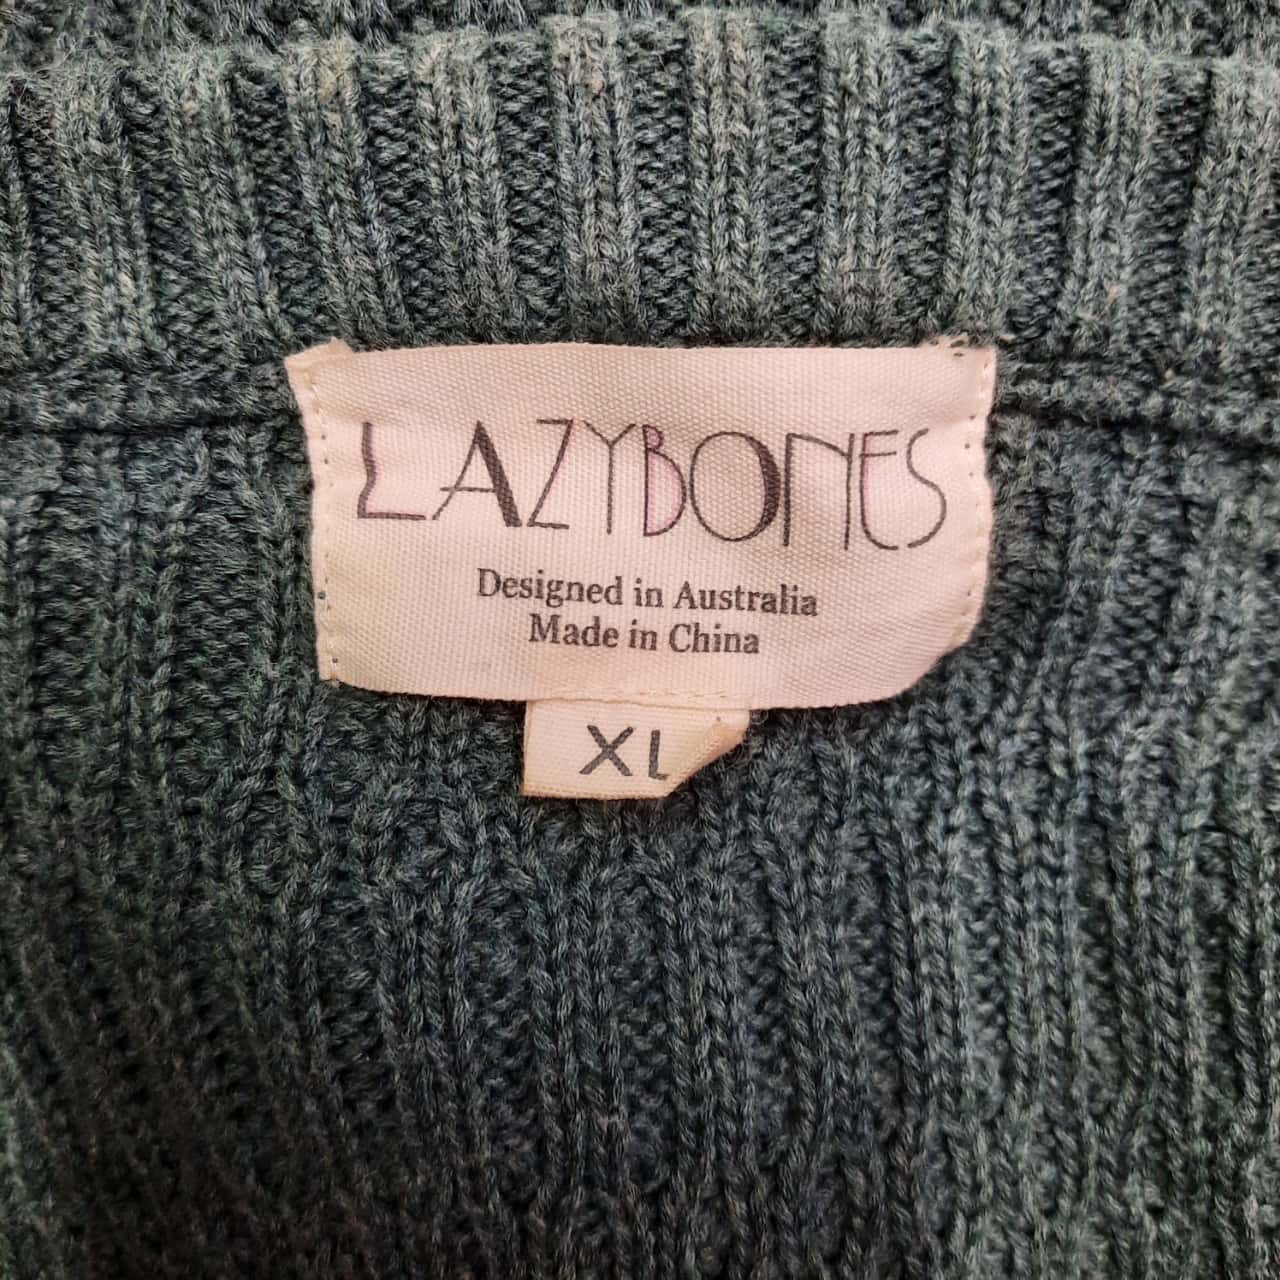 LAZYBONES
Designed in Australia
Made in China
XL